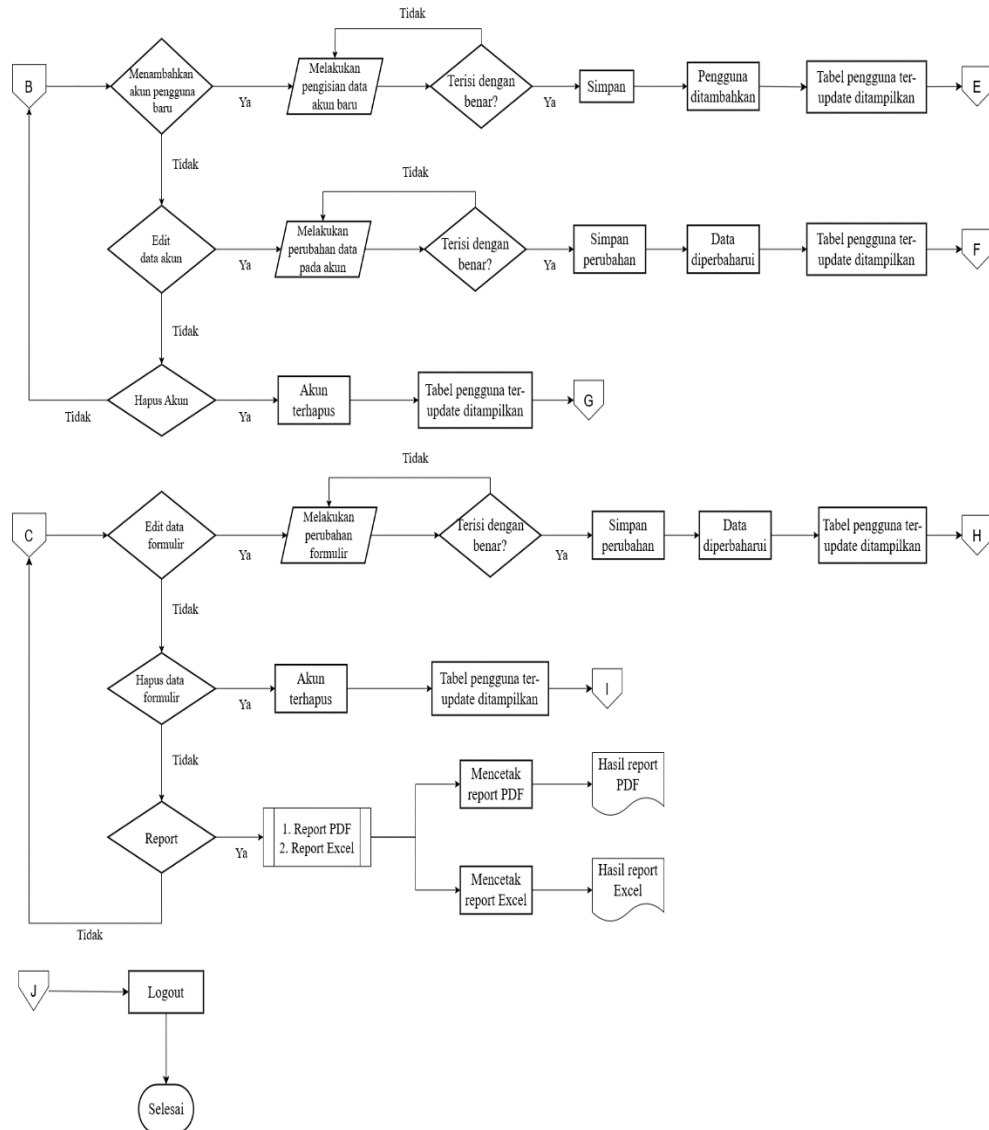 Tidak
B
Menambahkan
akun pengguna
baru
Ya
Melakukan
pengisian data
akun baru
Terisi dengan
benar?
Ya
Simpan
Pengguna
ditambahkan
Tabel pengguna ter-
update ditampilkan
E
Tidak
Tidak
Edit
data akun
Ya
Melakukan
perubahan data
pada akun
Terisi dengan
benar?
Ya
Simpan
perubahan
Data
diperbaharui
Tabel pengguna ter-
update ditampilkan
F
Tidak
Tidak
Hapus Akun
Ya
Akun
terhapus
Tabel pengguna ter-
update ditampilkan
G
Tidak
C
Edit data
formulir
Ya
Melakukan
perubahan
formulir
Terisi dengan
benar?
Ya
Simpan
perubahan
Data
diperbaharui
Tabel pengguna ter-
update ditampilkan
H
Tidak
Hapus data
formulir
Ya
Akun
terhapus
Tabel pengguna ter-
update ditampilkan
I
Tidak
Report
Ya
1. Report PDF
2. Report Excel
Mencetak
report PDF
Hasil report
PDF
Mencetak
report Excel
Hasil report
Excel
Tidak
J
Logout
Selesai